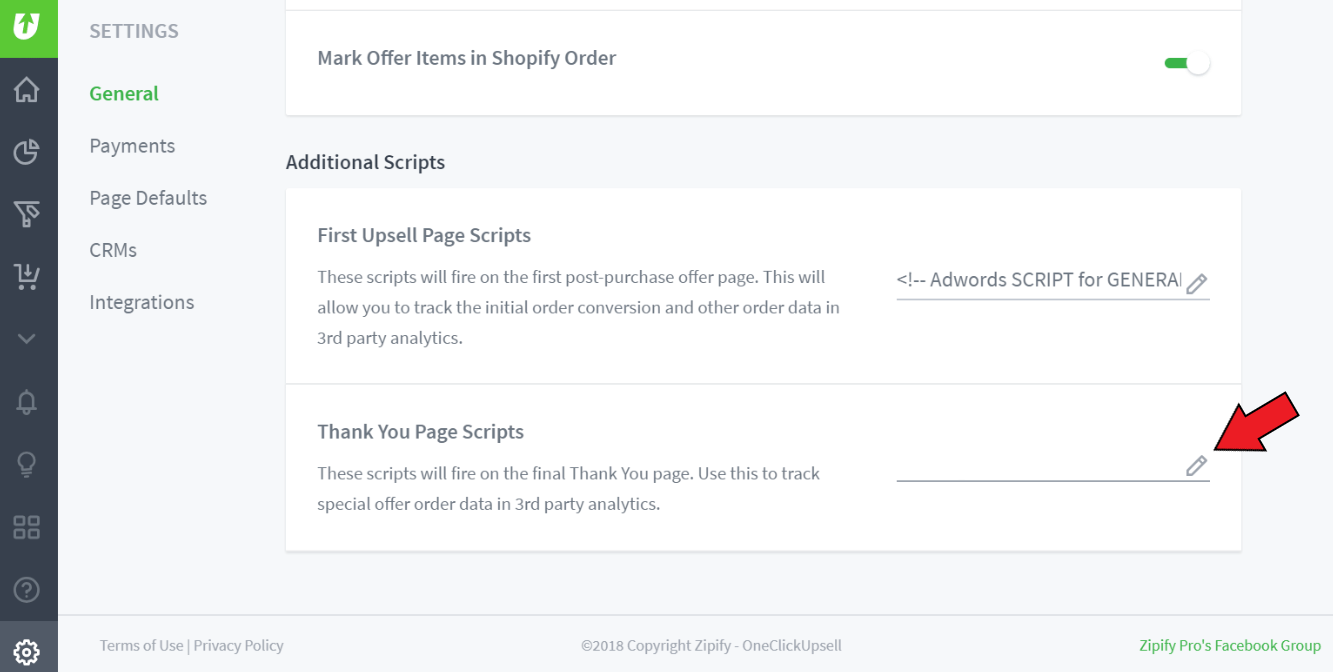 SETTINGS
General
Payments
Page Defaults
CRMs
Integrations
Mark Offer Items in Shopify Order
Additional Scripts
First Upsell Page Scripts
These scripts will fire on the first post-purchase offer page. This will
allow you to track the initial order conversion and other order data in
3rd party analytics.
<!-- Adwords SCRIPT for GENERA
Thank You Page Scripts
These scripts will fire on the final Thank You page. Use this to track
special offer order data in 3rd party analytics.
Terms of Use | Privacy Policy
©2018 Copyright Zipify - OneClickUpsell
Zipify Pro's Facebook Group